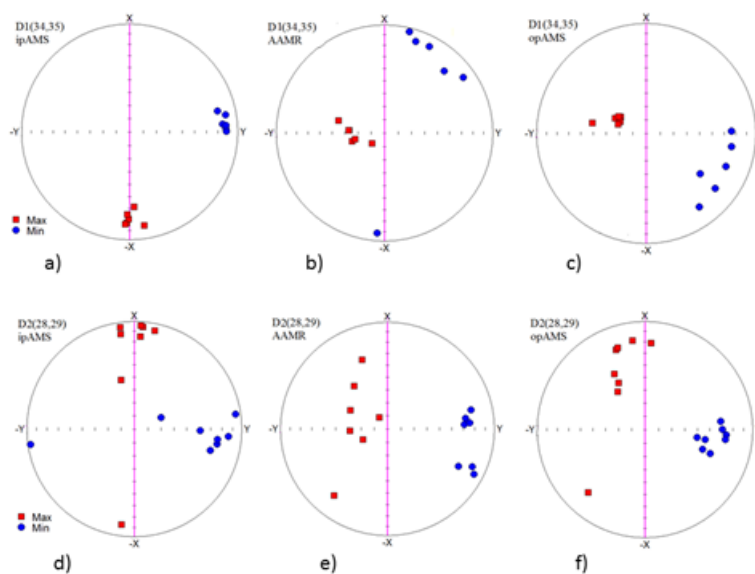 X
D1(34,35)
ipAMS
-Y
Y
Max
Min
-X
a)
X
D1(34,35)
AAMR
-Y
-X
b)
X
D1(34,35)
opAMS
-Y
-X
c)
X
D2(28,29)
ipAMS
-Y
Y
Max
Min
-X
d)
X
D2(28,29)
AAMR
-Y
Y
-X
e)
X
D2(28,29)
opAMS
-Y
Y
-X
f)